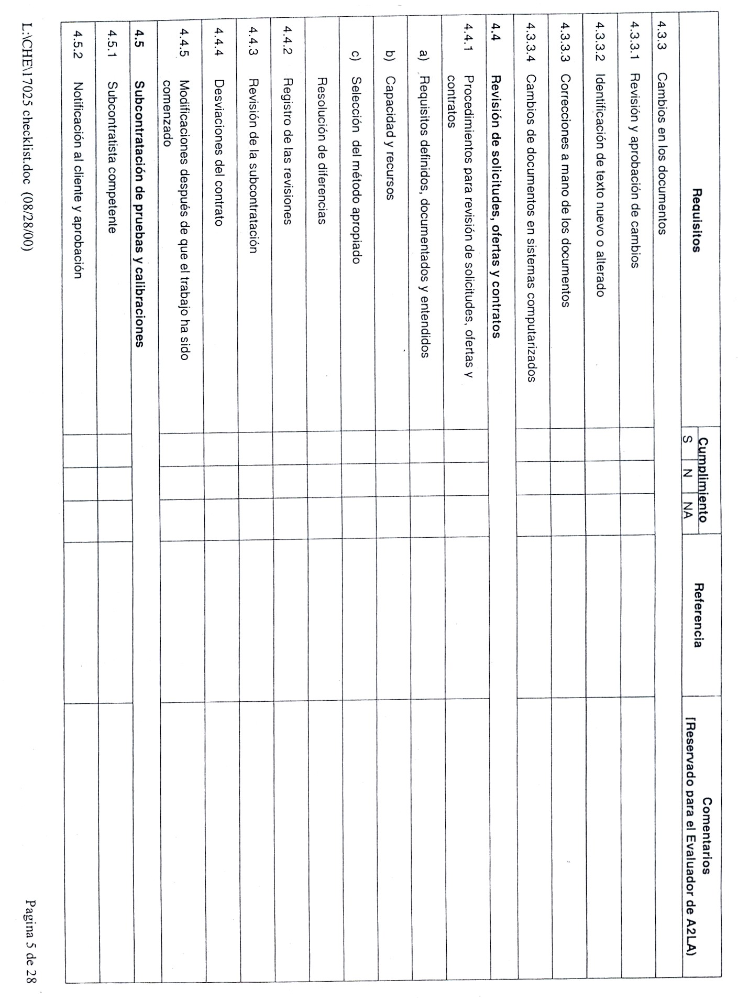 Requisitos
Cumplimiento
S N NA
Referencia
Comentarios
(Reservado para el Evaluador de A2LA)
4.3.3 Cambios en los documentos
4.3.3.1 Revisión y aprobación de cambios
4.3.3.2 Identificación de texto nuevo o alterado
4.3.3.3 Correcciones a mano de los documentos
4.3.3.4 Cambios de documentos en sistemas computarizados
4.4 Revisión de solicitudes, ofertas y contratos
4.4.1 Procedimientos para revisión de solicitudes, ofertas y
contratos
a) Requisitos definidos, documentados y entendidos
b) Capacidad y recursos
c) Selección del método apropiado
Resolución de diferencias
4.4.2 Registro de las revisiones
4.4.3 Revisión de la subcontratación
4.4.4 Desviaciones del contrato
4.4.5 Modificaciones después de que el trabajo ha sido
comenzado
4.5 Subcontratación de pruebas y calibraciones
4.5.1 Subcontratista competente
4.5.2 Notificación al cliente y aprobación
L:\CHE\17025 checklist.doc (08/28/00)
Pagina 5 de 28